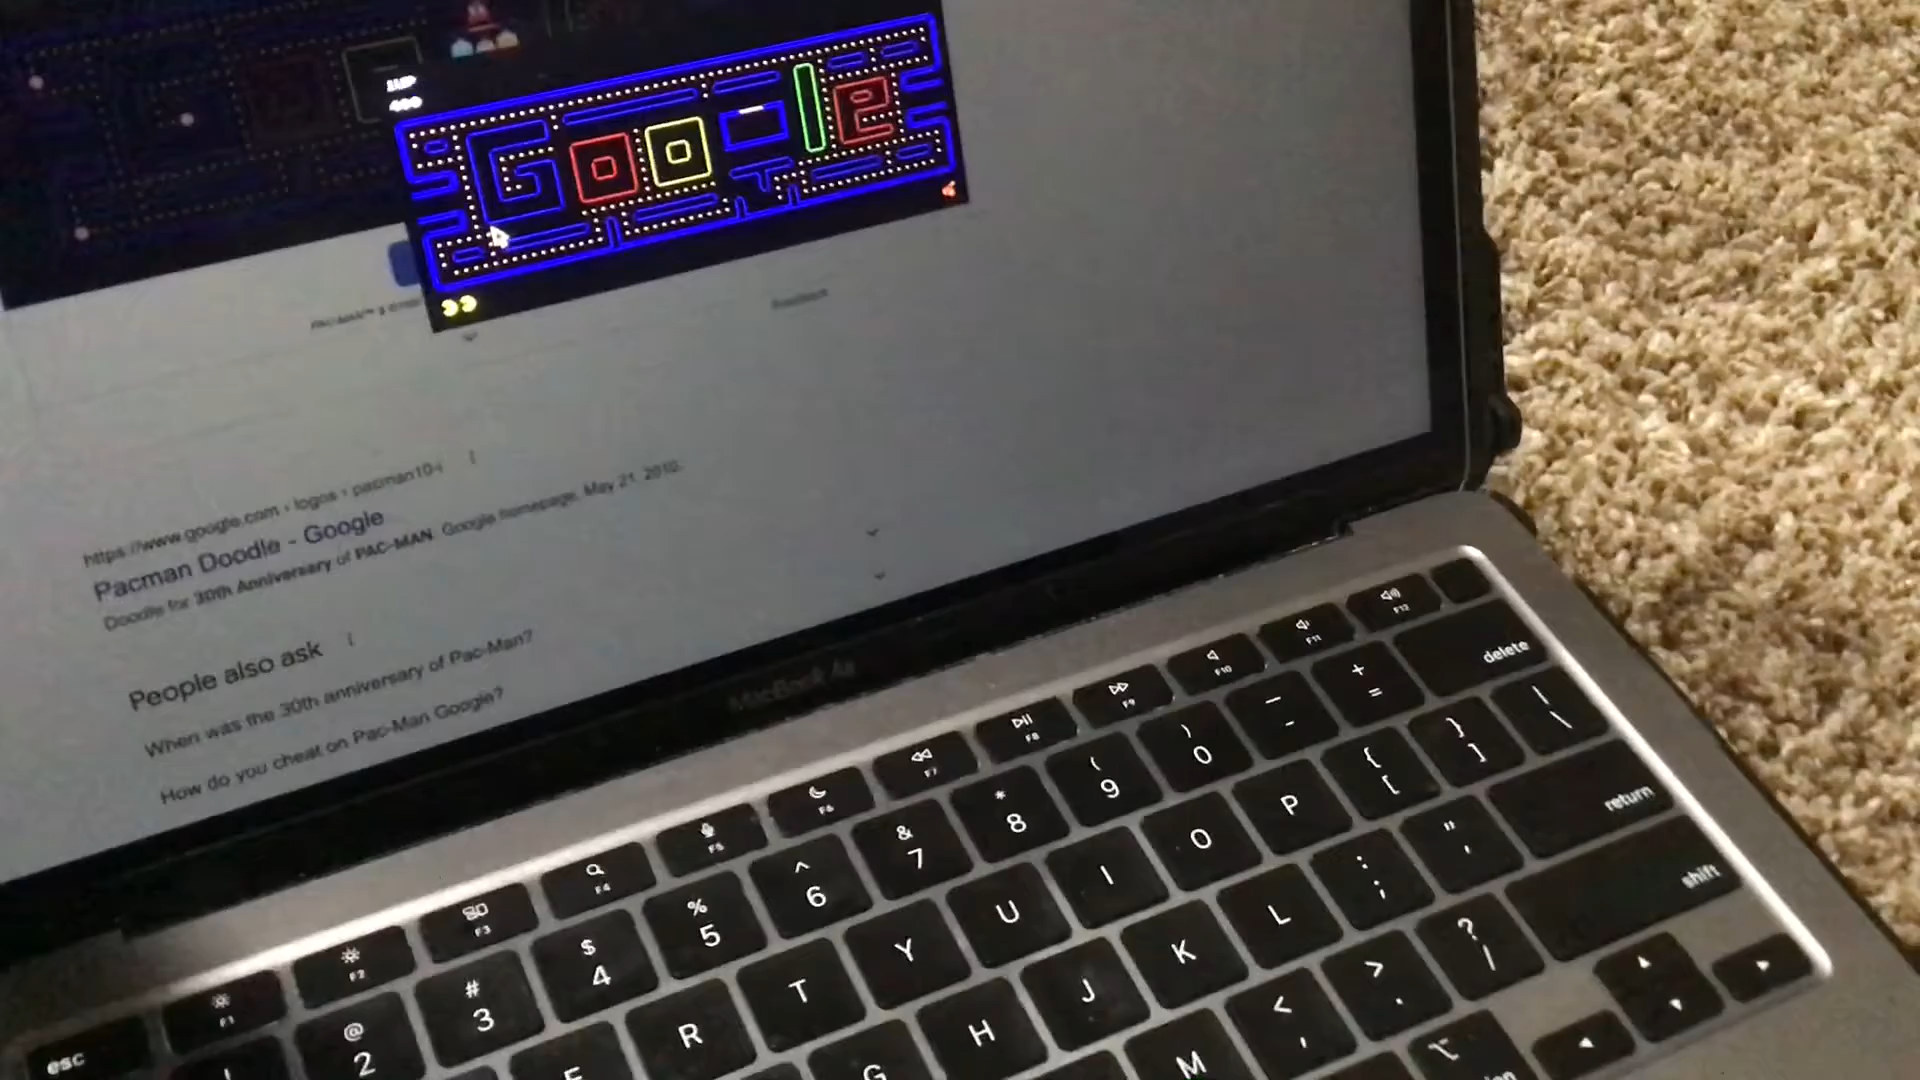 1UP
400
Google
Feedback
https://www.google.com › logos › pacman10-i
Pacman Doodle - Google
Doodle for 30th Anniversary of PAC-MAN. Google homepage, May 21, 2010.
People also ask
When was the 30th anniversary of Pac-Man?
How do you cheat on Pac-Man Google?
MacBook Air
esc F1 F2 F3 F4 F5 F6 F7 F8 F9 F10 F11 F12
@ 2 # 3 $ 4 % 5 ^ 6 & 7 * 8 ( 9 ) 0 — - + = delete
E R T Y U I O P { [ } ] | \
G H J K L : ; " ' return
M < , > . ? / shift